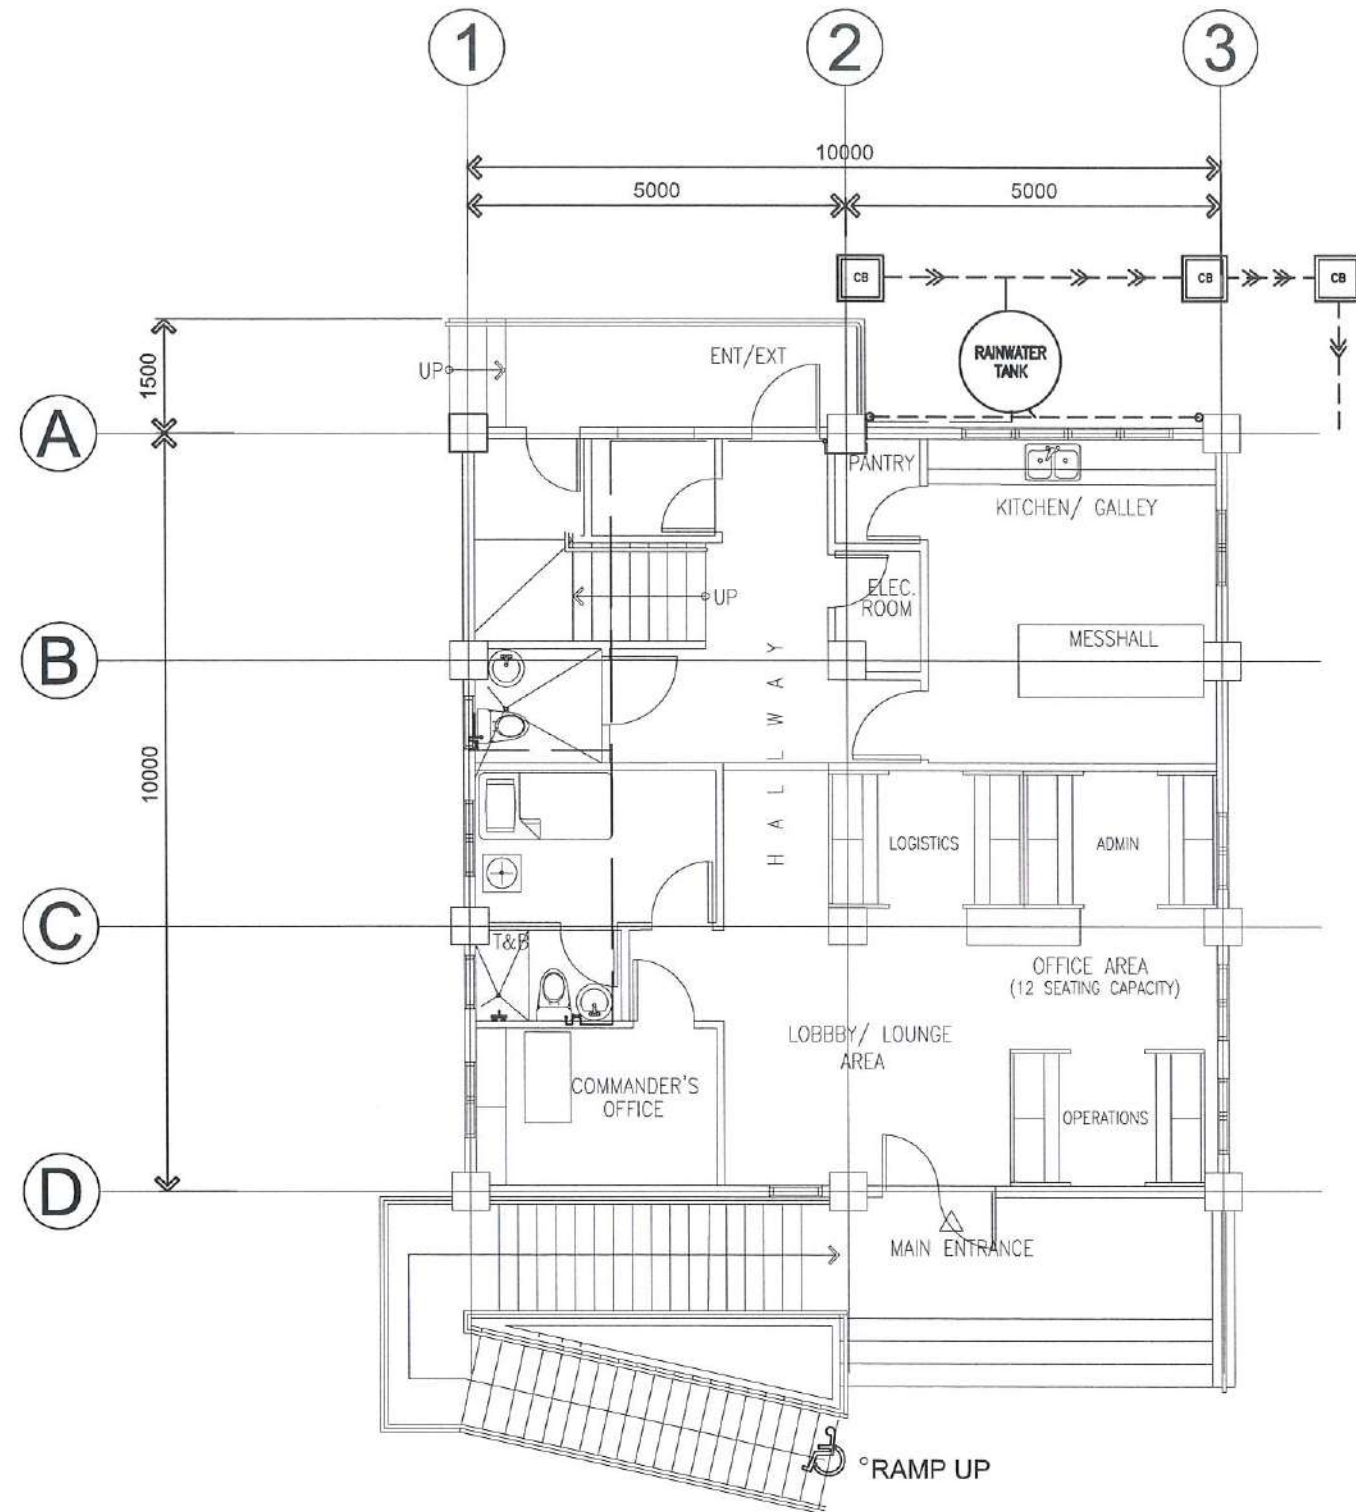 1
2
3
10000
5000
5000
CB
CB
CB
1500
UP
ENT/EXT
RAINWATER
TANK
A
PANTRY
KITCHEN/ GALLEY
UP
ELEC.
ROOM
B
MESSHALL
HALLWAY
10000
LOGISTICS
ADMIN
C
T&B
OFFICE AREA
(12 SEATING CAPACITY)
LOBBBY/ LOUNGE
AREA
COMMANDER'S
OFFICE
OPERATIONS
D
MAIN ENTRANCE
°RAMP UP